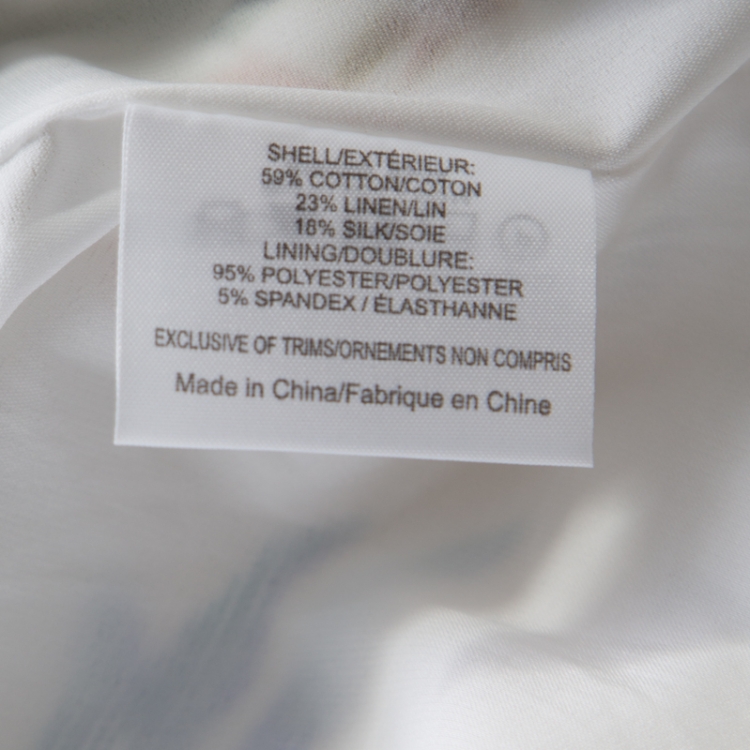 SHELL/EXTÉRIEUR:
59% COTTON/COTON
23% LINEN/LIN
18% SILK/SOIE
LINING/DOUBLURE:
95% POLYESTER/POLYESTER
5% SPANDEX / ÉLASTHANNE
EXCLUSIVE OF TRIMS/ORNEMENTS NON COMPRIS
Made in China/Fabrique en Chine